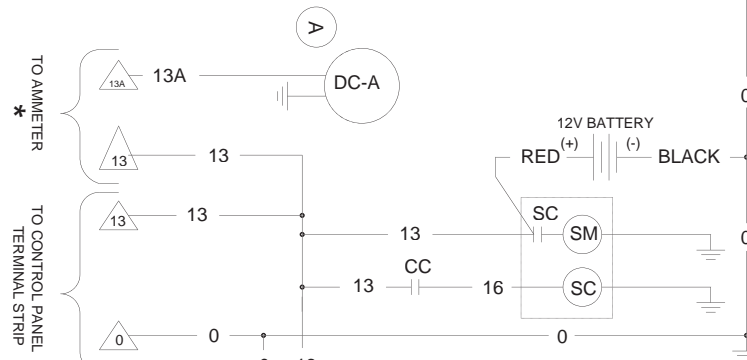 A
TO AMMETER
*
13A
13A
DC-A
13
13
12V BATTERY
(+)
(-)
RED
BLACK
0
TO CONTROL PANEL
TERMINAL STRIP
13
13
13
SC
SM
0
13
CC
16
SC
0
0
0